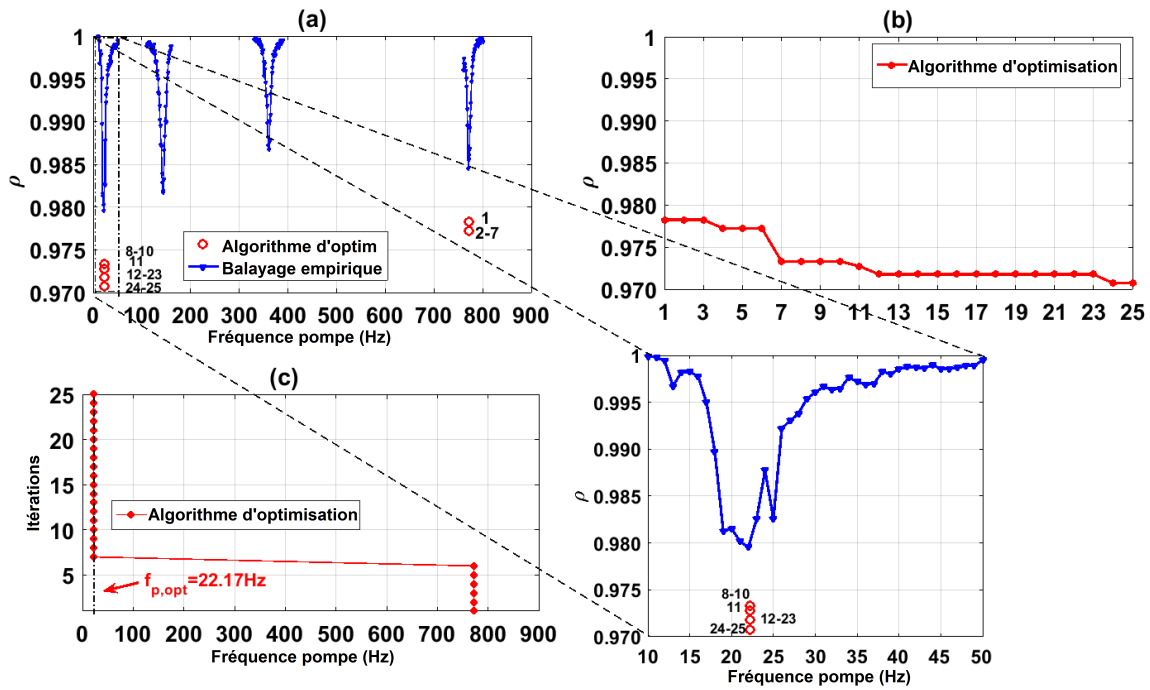 (a)
1
0.995
0.990
0.985
0.980
0.975
0.970
ρ
1
2-7
8-10
11
12-23
24-25
Algorithme d'optim
Balayage empirique
0 100 200 300 400 500 600 700 800 900
Fréquence pompe (Hz)
(b)
1
0.995
0.990
0.985
0.980
0.975
0.970
ρ
Algorithme d'optimisation
1 3 5 7 9 11 13 15 17 19 21 23 25
(c)
25
20
15
10
5
Itérations
Algorithme d'optimisation
fp,opt=22.17Hz
0 100 200 300 400 500 600 700 800 900
Fréquence pompe (Hz)
1
0.995
0.990
0.985
0.980
0.975
0.970
ρ
8-10
11
12-23
24-25
10 15 20 25 30 35 40 45 50
Fréquence pompe (Hz)